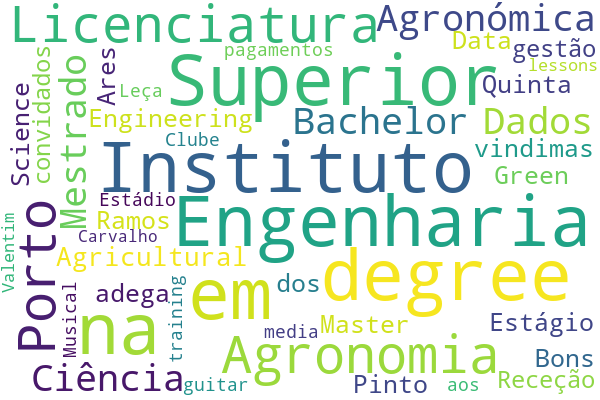 Licenciatura
Agronómica
pagamentos
Data
gestão
lessons
convidados
Mestrado
Ares
Leça
Superior
Quinta
Science
Engineering
Clube
Bachelor
Dados
vindimas
Instituto
Green
Estádio
Porto
Ramos
Engenharia
Carvalho
Valentim
Agricultural
degree
em
dos
adega
Musical
na
training
media
Master
Estágio
Agronomia
Bons
Ciência
guitar
Pinto
aos
Receção